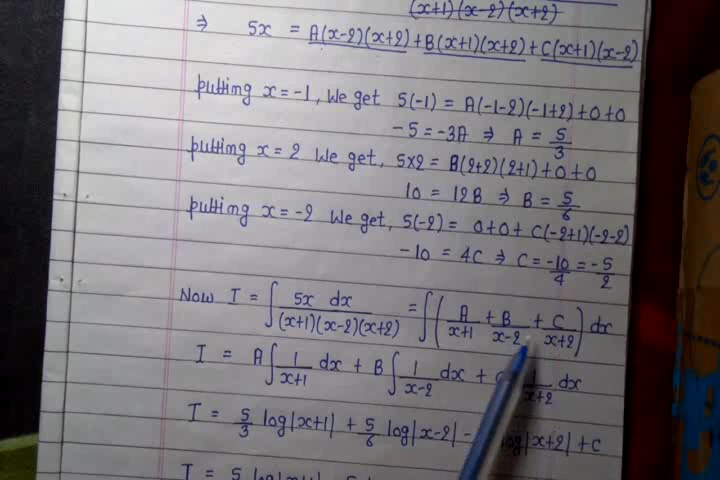 (x+1)(x-2)(x+2)
⇒ 5x = A(x-2)(x+2)+B(x+1)(x+2)+C(x+1)(x-2)
putting x=-1, We get 5(-1) = A(-1-2)(-1+2)+0+0
-5 = -3A ⇒ A = 5/3
putting x = 2 We get, 5×2 = B(2+2)(2+1)+0+0
10 = 12B ⇒ B = 5/6
putting x = -2 We get, 5(-2) = 0+0+ C(-2+1)(-2-2)
-10 = 4C ⇒ C = -10/4 = -5/2
Now I = ∫ 5x dx/(x+1)(x-2)(x+2) = ∫(A/x+1 + B/x-2 + C/x+2) dx
I = A∫ 1/x+1 dx + B∫ 1/x-2 dx + 1/x+2 dx
I = 5/3 log|x+1| + 5/6 log|x-2| - log|x+2| + C
I = 5